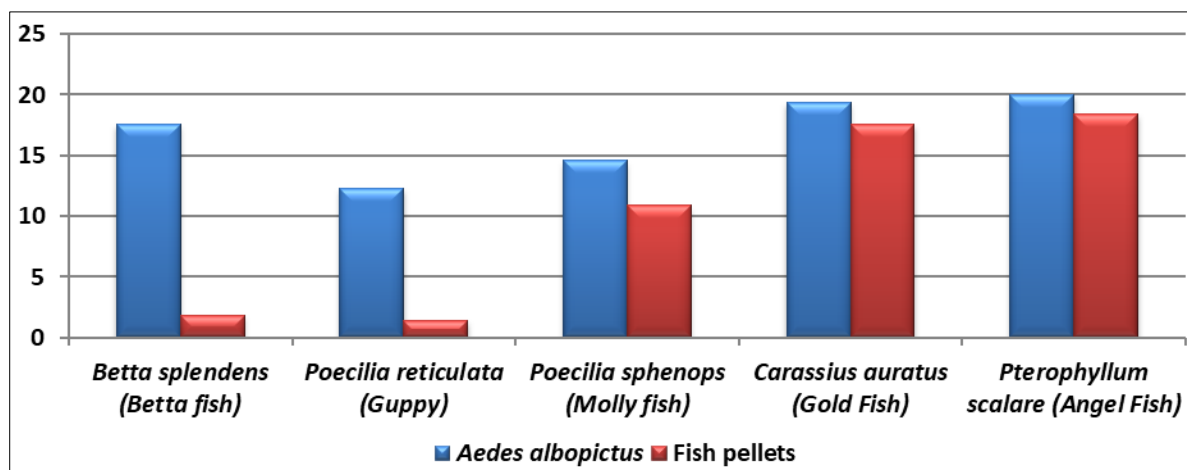 25
20
15
10
5
0
Betta splendens
(Betta fish)
Poecilia reticulata
(Guppy)
Poecilia sphenops
(Molly fish)
Carassius auratus
(Gold Fish)
Pterophyllum
scalare (Angel Fish)
Aedes albopictus
Fish pellets